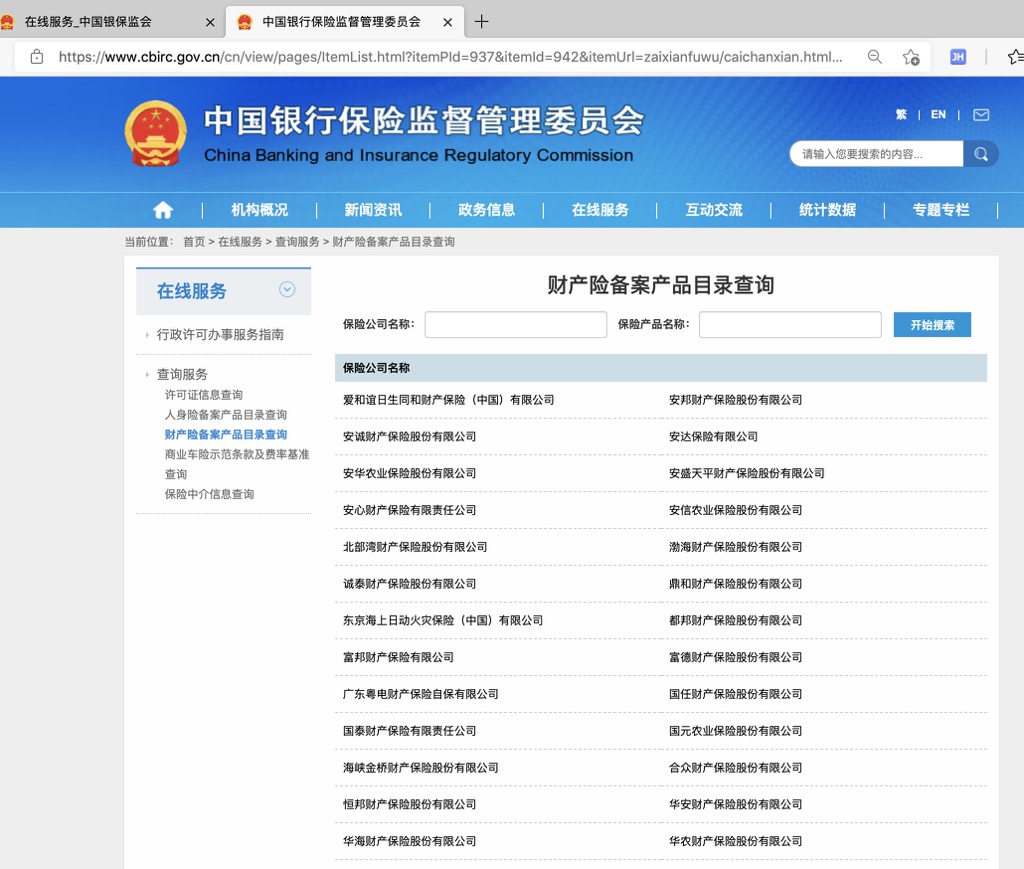 在线服务_中国银保监会
中国银行保险监督管理委员会
https://www.cbirc.gov.cn/cn/view/pages/ItemList.html?itemPId=937&itemId=942&itemUrl=zaixianfuwu/caichanxian.html...
JH
中国银行保险监督管理委员会
China Banking and Insurance Regulatory Commission
繁 | EN |
请输入您要搜索的内容...
机构概况 新闻资讯 政务信息 在线服务 互动交流 统计数据 专题专栏
当前位置： 首页 > 在线服务 > 查询服务 > 财产险备案产品目录查询
在线服务
行政许可办事服务指南
查询服务
许可证信息查询
人身险备案产品目录查询
财产险备案产品目录查询
商业车险示范条款及费率基准
查询
保险中介信息查询
财产险备案产品目录查询
保险公司名称： 保险产品名称： 开始搜索
保险公司名称
爱和谊日生同和财产保险（中国）有限公司 安邦财产保险股份有限公司
安诚财产保险股份有限公司 安达保险有限公司
安华农业保险股份有限公司 安盛天平财产保险股份有限公司
安心财产保险有限责任公司 安信农业保险股份有限公司
北部湾财产保险股份有限公司 渤海财产保险股份有限公司
诚泰财产保险股份有限公司 鼎和财产保险股份有限公司
东京海上日动火灾保险（中国）有限公司 都邦财产保险股份有限公司
富邦财产保险有限公司 富德财产保险股份有限公司
广东粤电财产保险自保有限公司 国任财产保险股份有限公司
国泰财产保险有限责任公司 国元农业保险股份有限公司
海峡金桥财产保险股份有限公司 合众财产保险股份有限公司
恒邦财产保险股份有限公司 华安财产保险股份有限公司
华海财产保险股份有限公司 华农财产保险股份有限公司